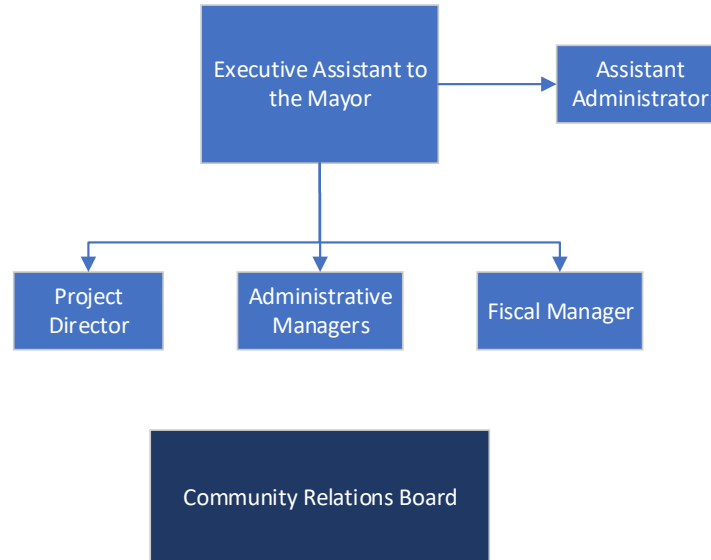 Executive Assistant to
the Mayor
Assistant
Administrator
Project
Director
Administrative
Managers
Fiscal Manager
Community Relations Board